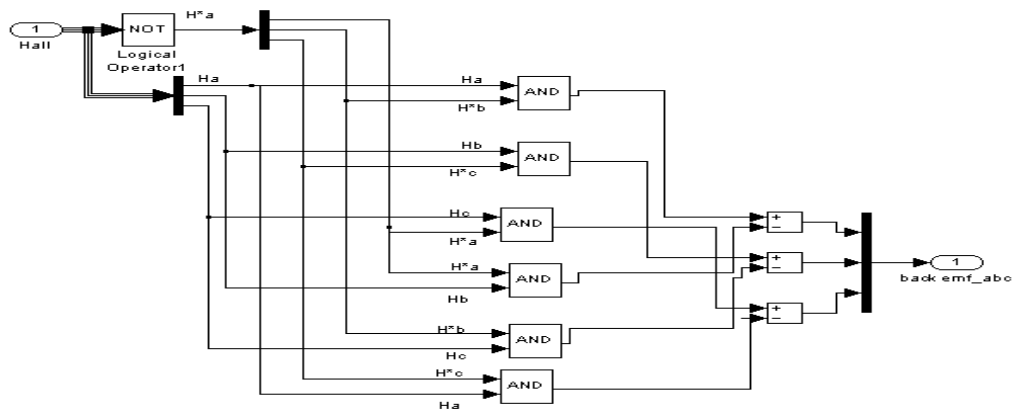 1
Hall
NOT
Logical
Operator1
H*a
Ha
Ha
H*b
AND
Hb
H*c
AND
Hc
H*a
AND
H*a
Hb
AND
H*b
Hc
AND
H*c
Ha
AND
+
−
+
−
+
−
1
back emf_abc